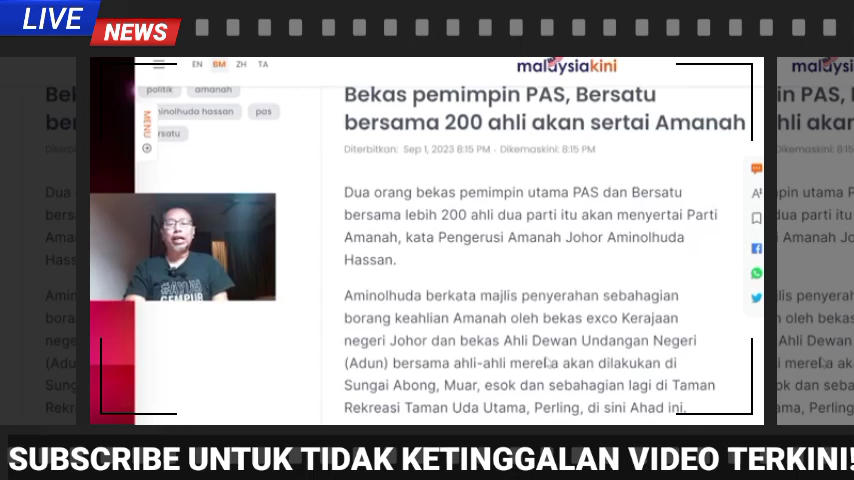 LIVE
NEWS
EN BM ZH TA
malaysiakini
politik amanah
minolhuda hassan pas
rsatu
MENU
Bekas pemimpin PAS, Bersatu
bersama 200 ahli akan sertai Amanah
Diterbitkan: Sep 1, 2023 8:15 PM · Dikemaskini: 8:15 PM
Dua orang bekas pemimpin utama PAS dan Bersatu
bersama lebih 200 ahli dua parti itu akan menyertai Parti
Amanah, kata Pengerusi Amanah Johor Aminolhuda
Hassan.
Aminolhuda berkata majlis penyerahan sebahagian
borang keahlian Amanah oleh bekas exco Kerajaan
negeri Johor dan bekas Ahli Dewan Undangan Negeri
(Adun) bersama ahli-ahli mereka akan dilakukan di
Sungai Abong, Muar, esok dan sebahagian lagi di Taman
Rekreasi Taman Uda Utama, Perling, di sini Ahad ini.
SUBSCRIBE UNTUK TIDAK KETINGGALAN VIDEO TERKINI!